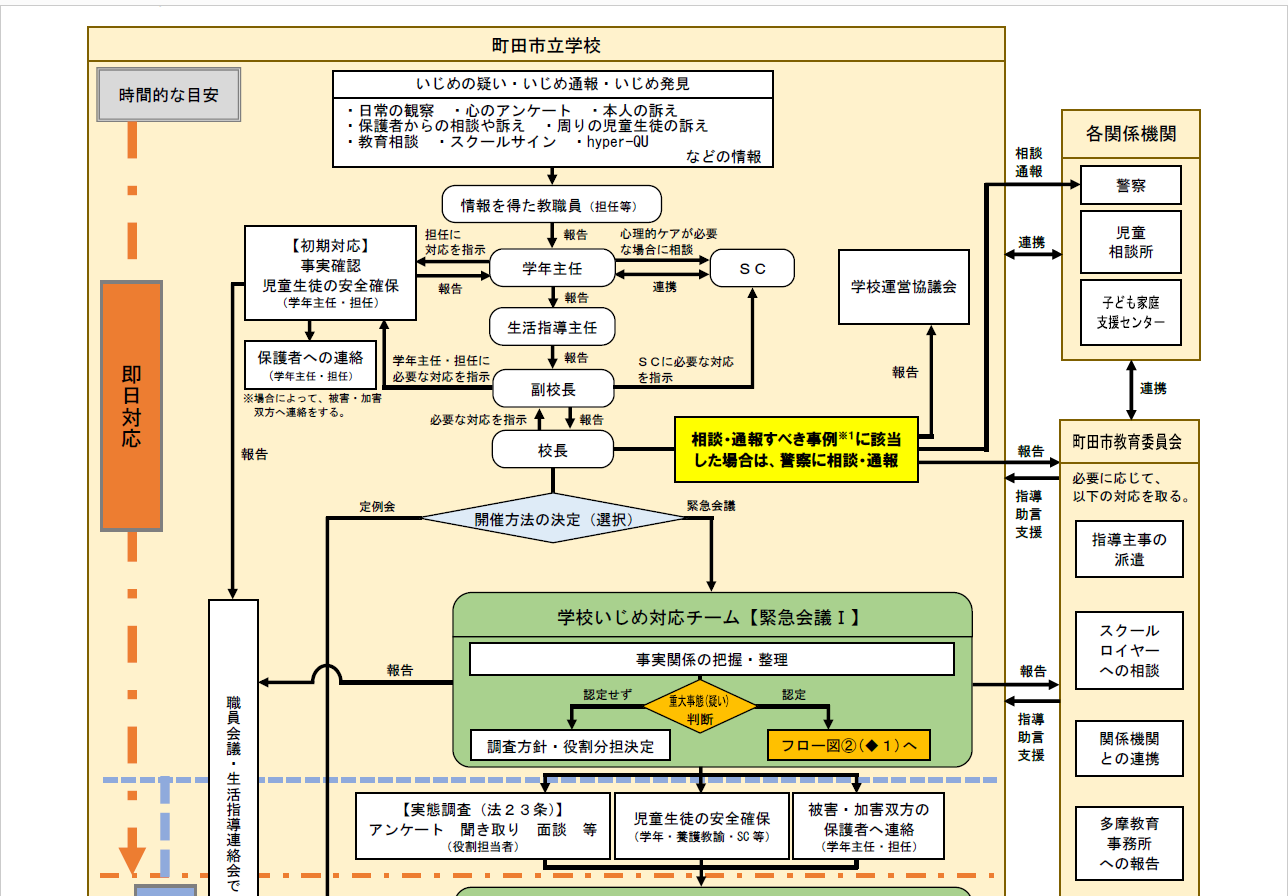 町田市立学校
時間的な目安
いじめの疑い・いじめ通報・いじめ発見
・日常の観察　・心のアンケート　・本人の訴え
・保護者からの相談や訴え　・周りの児童生徒の訴え
・教育相談　・スクールサイン　・hyper-QU
などの情報
情報を得た教職員（担任等）
報告
担任に
対応を指示
心理的ケアが必要
な場合に相談
【初期対応】
事実確認
児童生徒の安全確保
（学年主任・担任）
学年主任
ＳＣ
報告
連携
報告
生活指導主任
報告
保護者への連絡
（学年主任・担任）
※場合によって、被害・加害
双方へ連絡をする。
学年主任・担任に
必要な対応を指示
ＳＣに必要な対応
を指示
副校長
必要な対応を指示
報告
校長
学校運営協議会
報告
相談・通報すべき事例※1に該当
した場合は、警察に相談・通報
即日対応
報告
定例会
開催方法の決定（選択）
緊急会議
学校いじめ対応チーム【緊急会議Ⅰ】
事実関係の把握・整理
報告
認定せず
重大事態(疑い)
判断
認定
調査方針・役割分担決定
フロー図②(◆１)へ
職員会議・生活指導連絡会で
【実態調査（法２３条）】
アンケート　聞き取り　面談　等
（役割担当者）
児童生徒の安全確保
（学年・養護教諭・SC 等）
被害・加害双方の
保護者へ連絡
（学年主任・担任）
相談
通報
連携
各関係機関
警察
児童
相談所
子ども家庭
支援センター
連携
報告
指導
助言
支援
町田市教育委員会
必要に応じて、
以下の対応を取る。
指導主事の
派遣
スクール
ロイヤー
への相談
報告
指導
助言
支援
関係機関
との連携
多摩教育
事務所
への報告